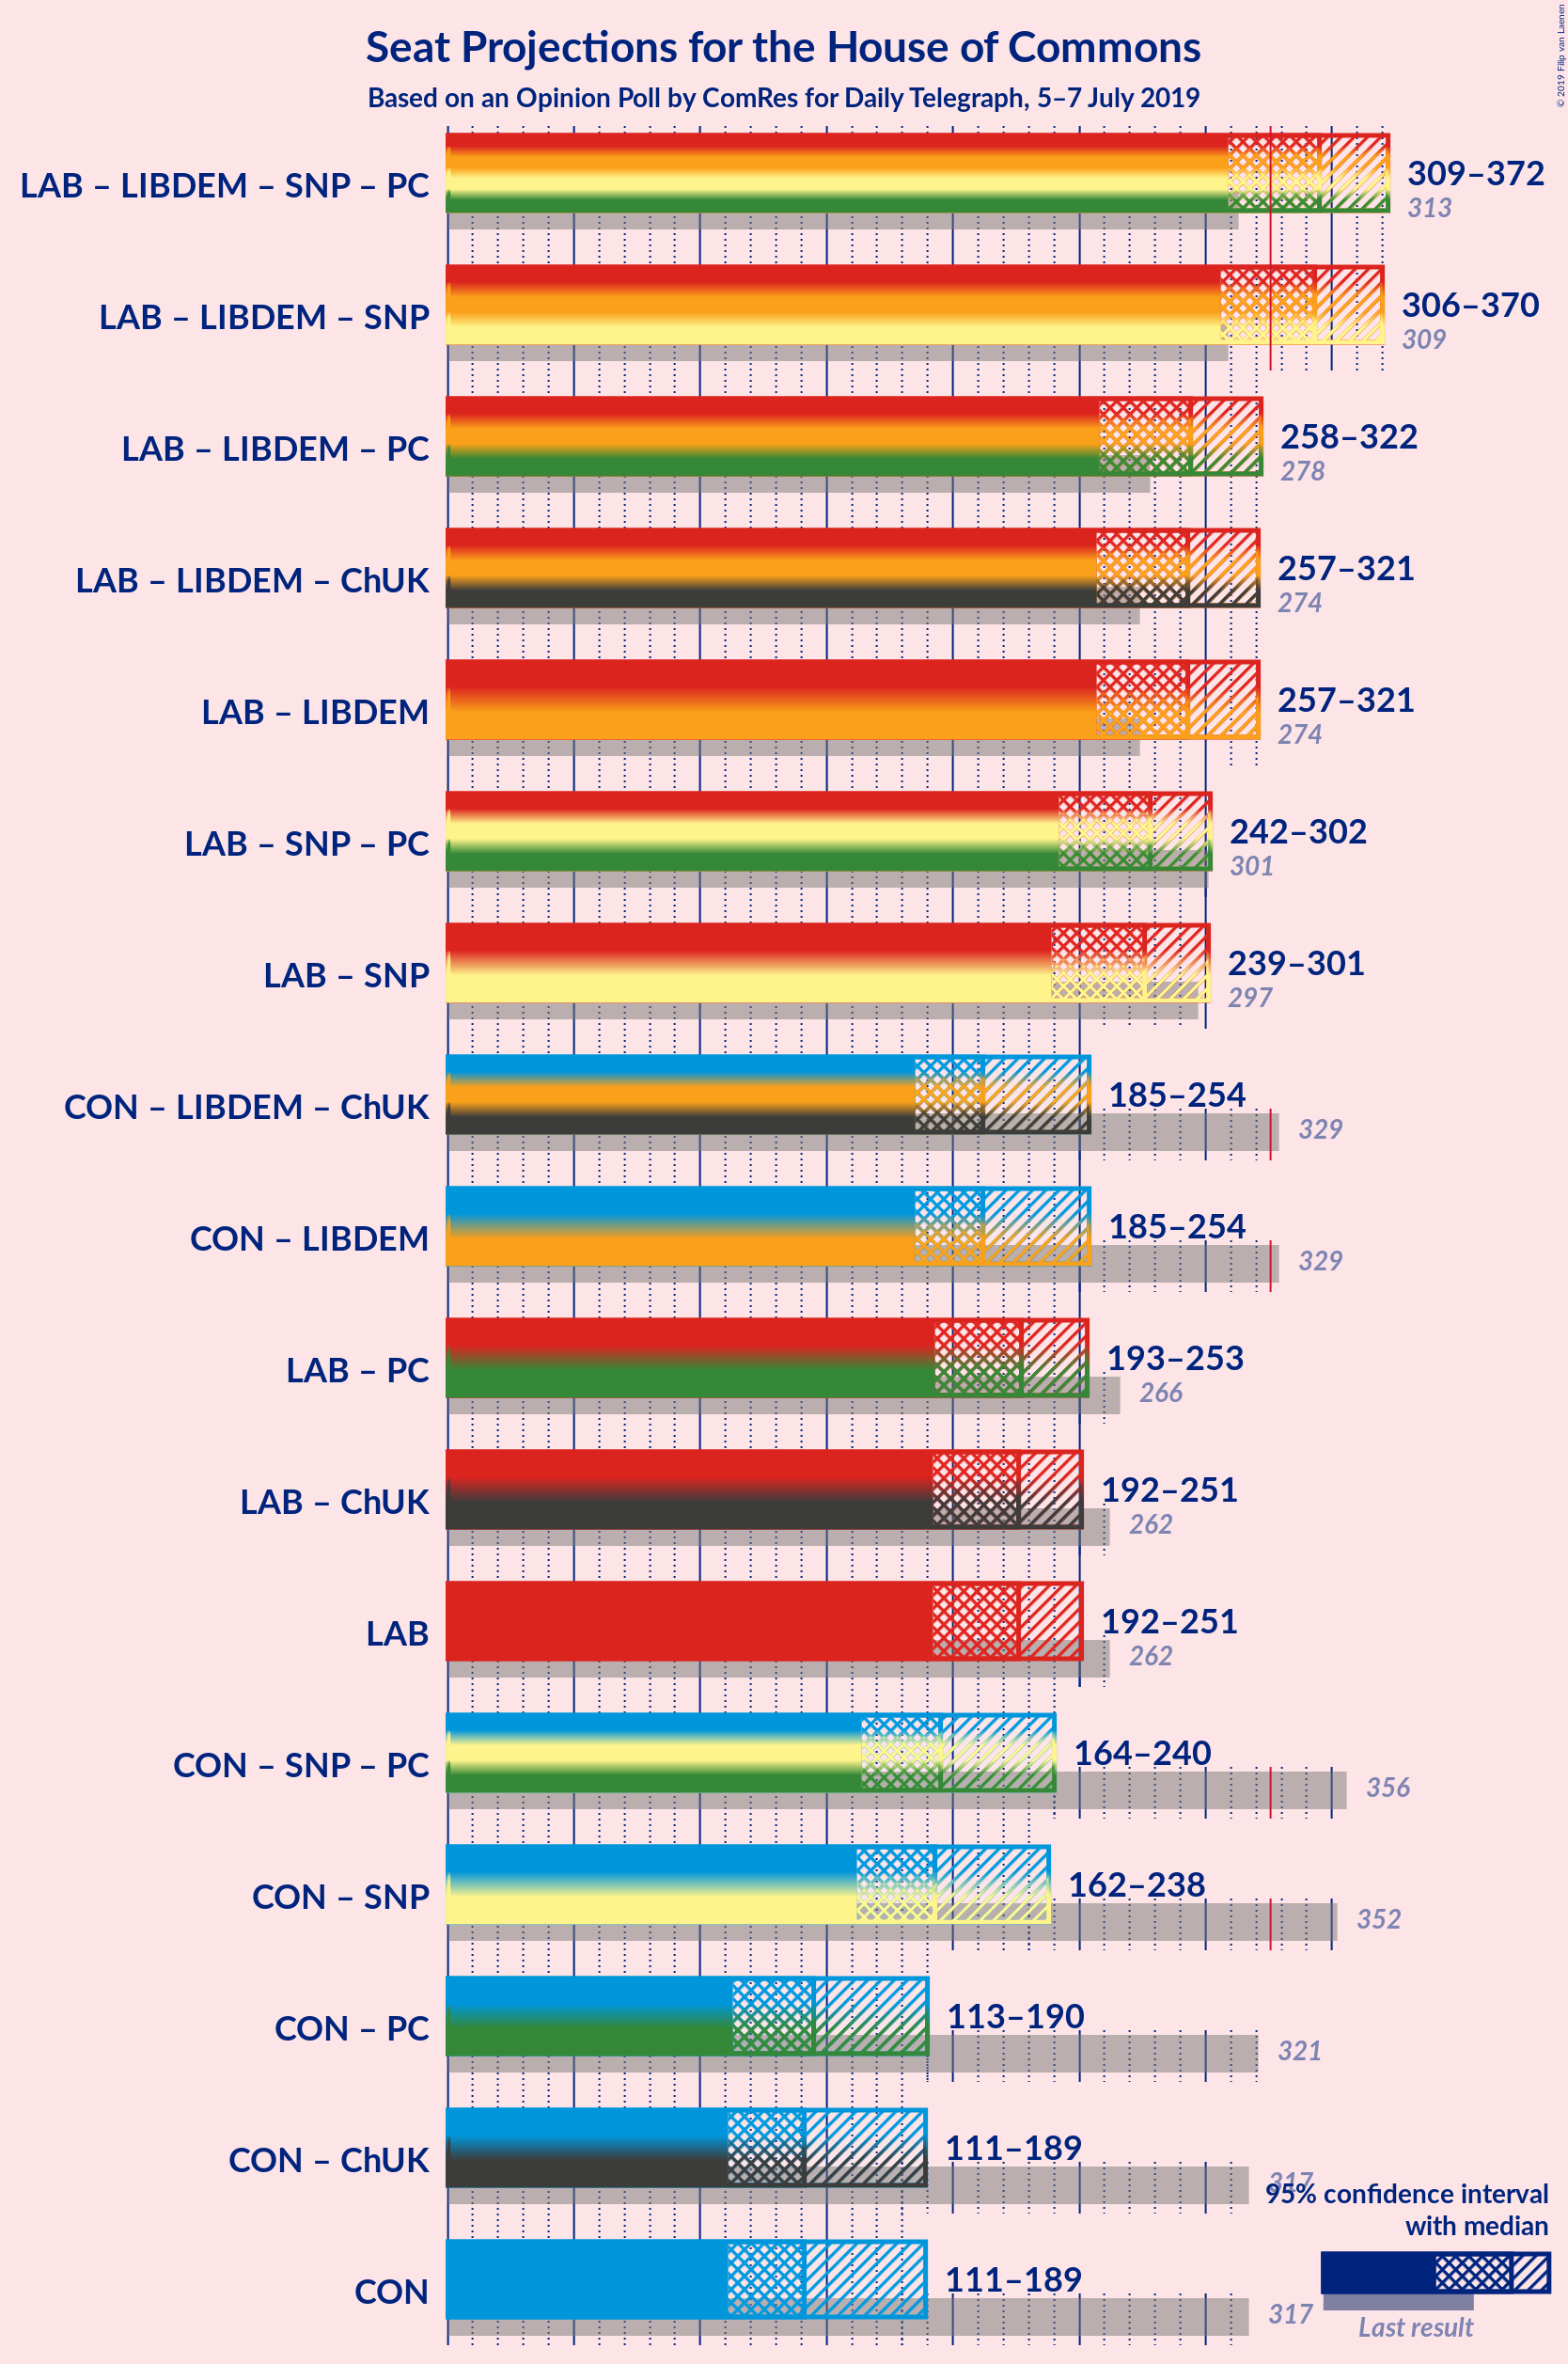 Seat Projections for the House of Commons
Based on an Opinion Poll by ComRes for Daily Telegraph, 5–7 July 2019
© 2019 Filip van Laenen
LAB – LIBDEM – SNP – PC
309–372
313
LAB – LIBDEM – SNP
306–370
309
LAB – LIBDEM – PC
258–322
278
LAB – LIBDEM – ChUK
257–321
274
LAB – LIBDEM
257–321
274
LAB – SNP – PC
242–302
301
LAB – SNP
239–301
297
CON – LIBDEM – ChUK
185–254
329
CON – LIBDEM
185–254
329
LAB – PC
193–253
266
LAB – ChUK
192–251
262
LAB
192–251
262
CON – SNP – PC
164–240
356
CON – SNP
162–238
352
CON – PC
113–190
321
CON – ChUK
111–189
317
CON
111–189
317
95% confidence interval
with median
Last result